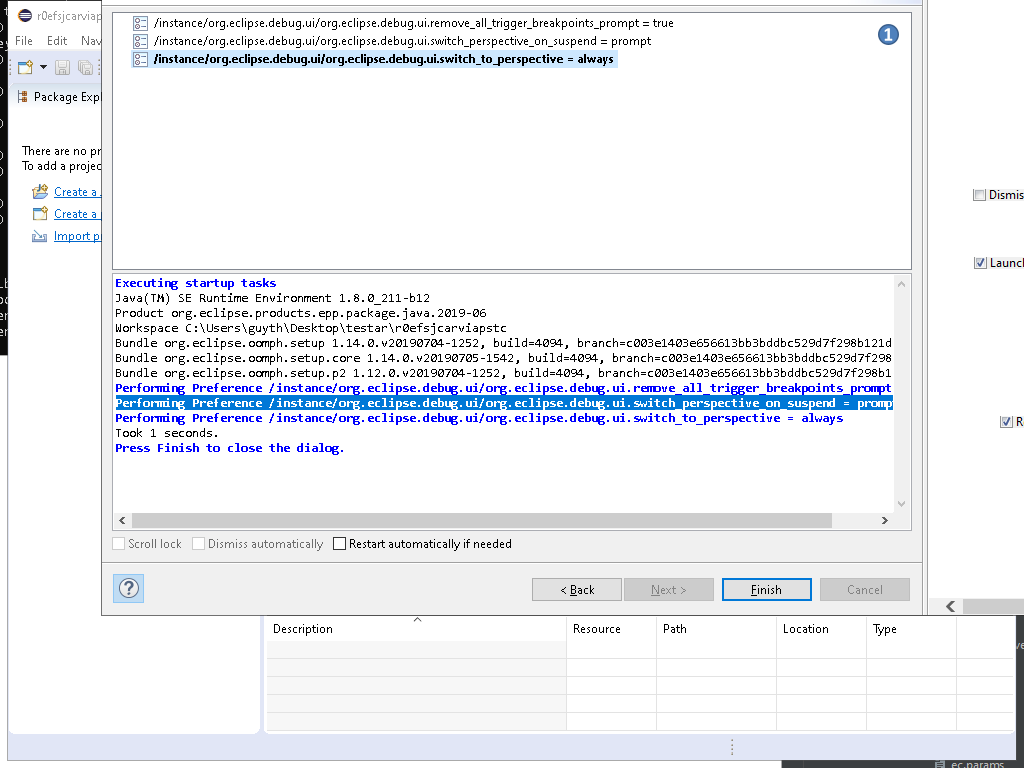 r0efsjcarviap
File Edit Nav
Package Expl
There are no pr
To add a projec
Create a
Create a
Import p
/instance/org.eclipse.debug.ui/org.eclipse.debug.ui.remove_all_trigger_breakpoints_prompt = true
/instance/org.eclipse.debug.ui/org.eclipse.debug.ui.switch_perspective_on_suspend = prompt
/instance/org.eclipse.debug.ui/org.eclipse.debug.ui.switch_to_perspective = always
1
Executing startup tasks
Java(TM) SE Runtime Environment 1.8.0_211-b12
Product org.eclipse.products.epp.package.java.2019-06
Workspace C:\Users\guyth\Desktop\testar\r0efsjcarviapstc
Bundle org.eclipse.oomph.setup 1.14.0.v20190704-1252, build=4094, branch=c003e1403e656613bb3bddbc529d7f298b121d
Bundle org.eclipse.oomph.setup.core 1.14.0.v20190705-1542, build=4094, branch=c003e1403e656613bb3bddbc529d7f298
Bundle org.eclipse.oomph.setup.p2 1.12.0.v20190704-1252, build=4094, branch=c003e1403e656613bb3bddbc529d7f298b1
Performing Preference /instance/org.eclipse.debug.ui/org.eclipse.debug.ui.remove_all_trigger_breakpoints_prompt
Performing Preference /instance/org.eclipse.debug.ui/org.eclipse.debug.ui.switch_perspective_on_suspend = promp
Performing Preference /instance/org.eclipse.debug.ui/org.eclipse.debug.ui.switch_to_perspective = always
Took 1 seconds.
Press Finish to close the dialog.
Scroll lock Dismiss automatically Restart automatically if needed
? < Back Next > Finish Cancel
Dismis
Launch
R
Description Resource Path Location Type
ec.params